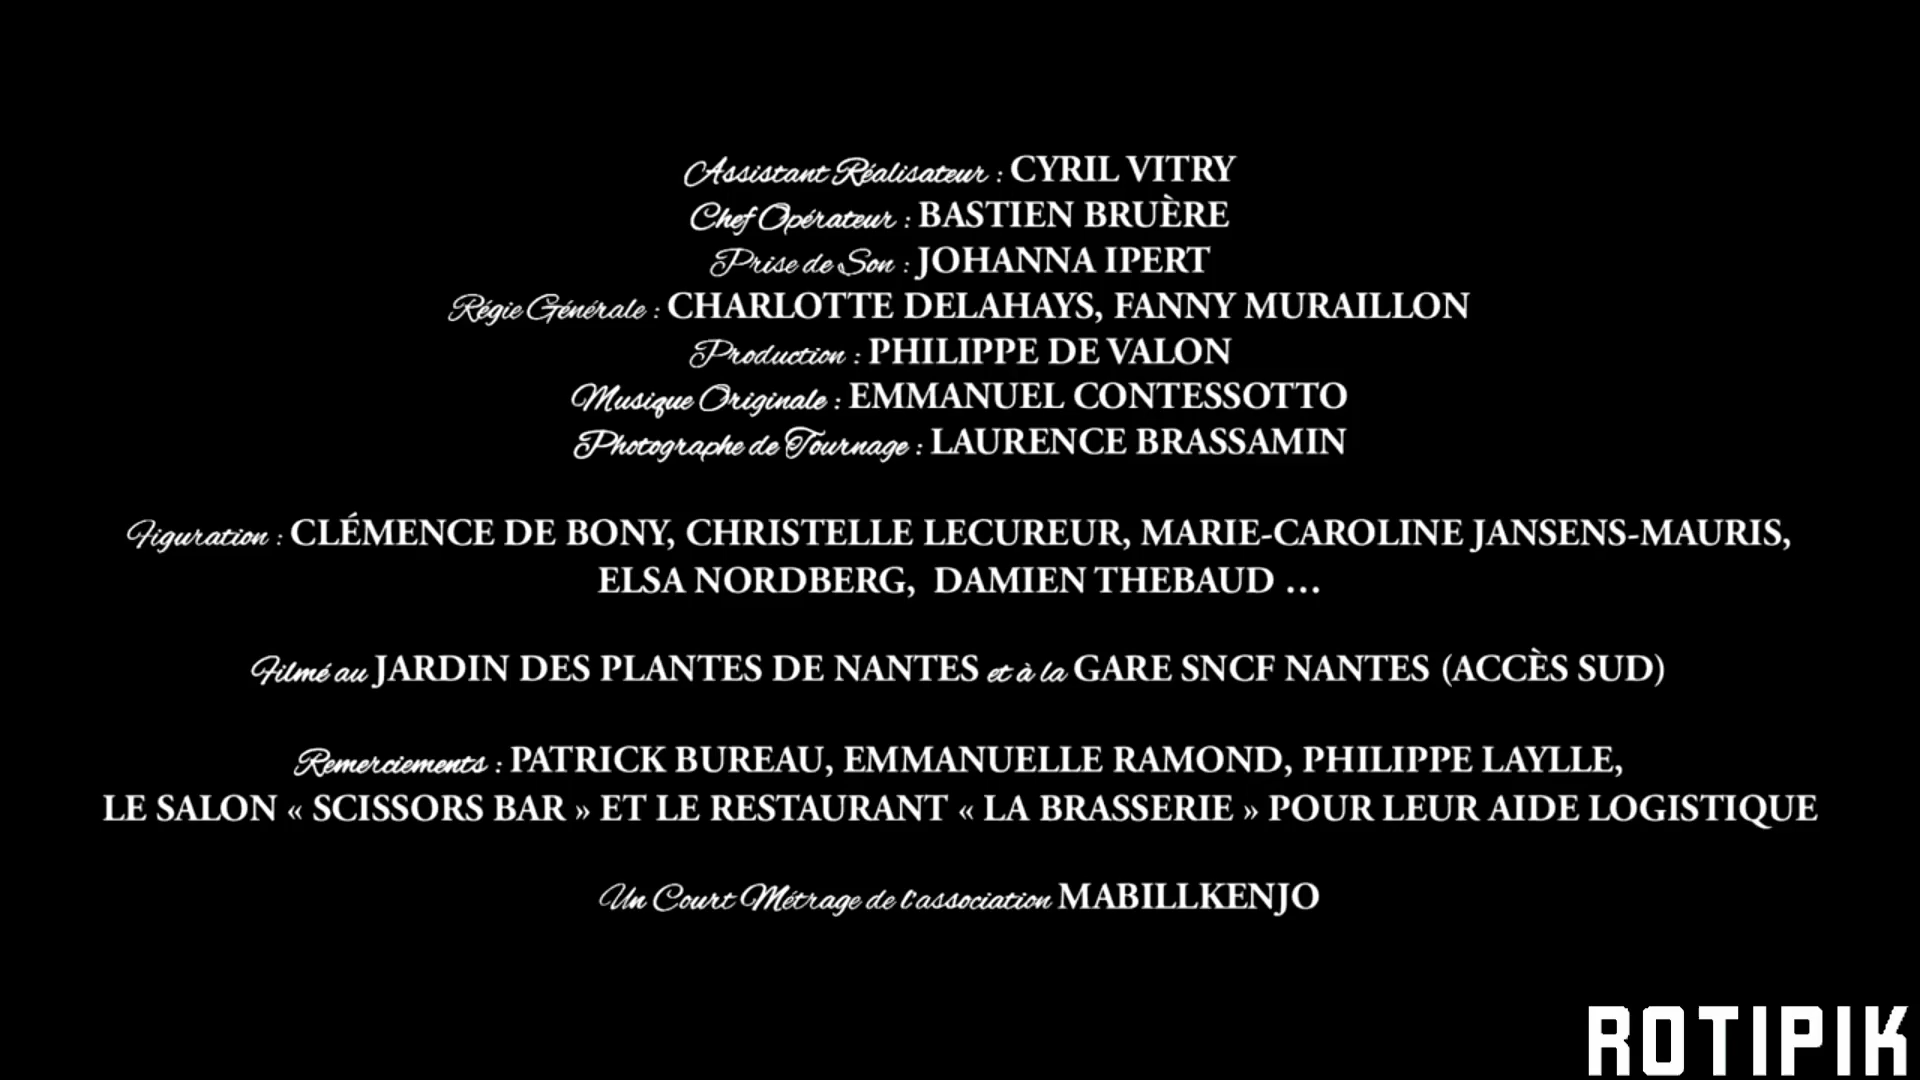 Assistant Réalisateur : CYRIL VITRY
Chef Opérateur : BASTIEN BRUÈRE
Prise de Son : JOHANNA IPERT
Régie Générale : CHARLOTTE DELAHAYS, FANNY MURAILLON
Production : PHILIPPE DE VALON
Musique Originale : EMMANUEL CONTESSOTTO
Photographe de Tournage : LAURENCE BRASSAMIN
Figuration : CLÉMENCE DE BONY, CHRISTELLE LECUREUR, MARIE-CAROLINE JANSENS-MAURIS,
ELSA NORDBERG, DAMIEN THEBAUD ...
Filmé au JARDIN DES PLANTES DE NANTES et à la GARE SNCF NANTES (ACCÈS SUD)
Remerciements : PATRICK BUREAU, EMMANUELLE RAMOND, PHILIPPE LAYLLE,
LE SALON « SCISSORS BAR » ET LE RESTAURANT « LA BRASSERIE » POUR LEUR AIDE LOGISTIQUE
Un Court Métrage de l'association MABILLKENJO
ROTIPIK